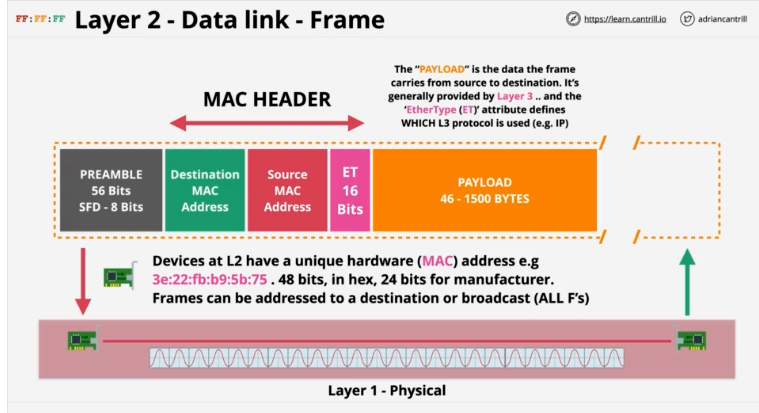 FF:FF:FF
Layer 2 - Data link - Frame
https://learn.cantrill.io
adriancantrill
The “PAYLOAD” is the data the frame
carries from source to destination. It’s
generally provided by Layer 3 .. and the
‘EtherType (ET)’ attribute defines
WHICH L3 protocol is used (e.g. IP)
MAC HEADER
PREAMBLE
56 Bits
SFD - 8 Bits
Destination
MAC
Address
Source
MAC
Address
ET
16
Bits
PAYLOAD
46 - 1500 BYTES
Devices at L2 have a unique hardware (MAC) address e.g
3e:22:fb:b9:5b:75 . 48 bits, in hex, 24 bits for manufacturer.
Frames can be addressed to a destination or broadcast (ALL F’s)
Layer 1 - Physical